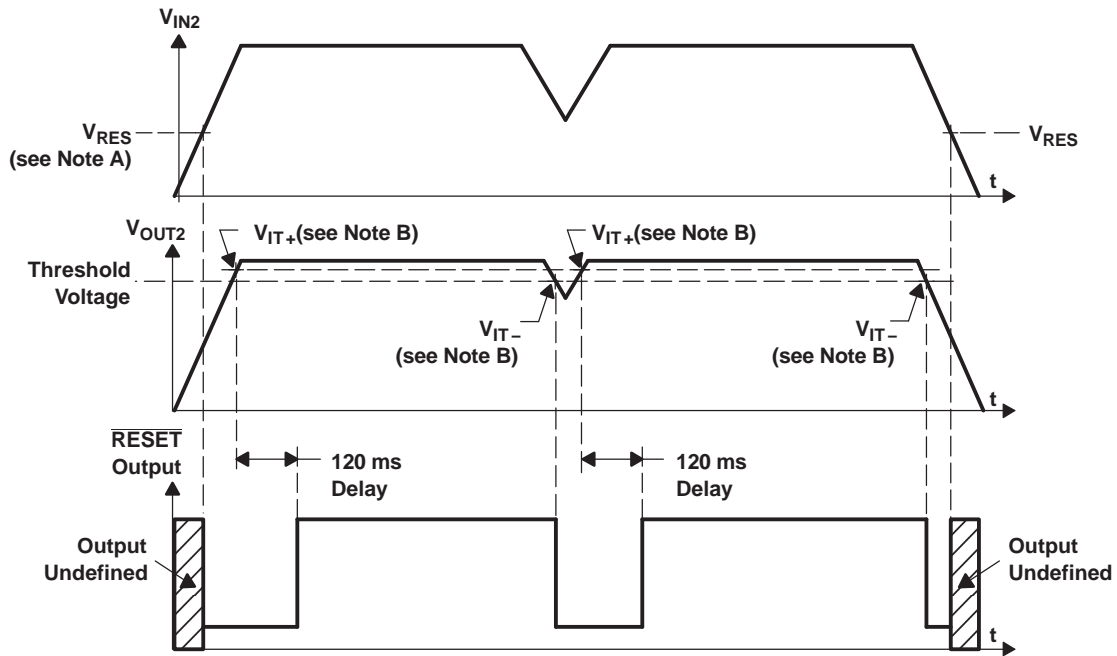 VIN2
VRES
(see Note A)
VRES
t
VOUT2
VIT+(see Note B)
VIT+(see Note B)
Threshold
Voltage
VIT−
(see Note B)
VIT−
(see Note B)
t
RESET
Output
120 ms
Delay
120 ms
Delay
Output
Undefined
Output
Undefined
t